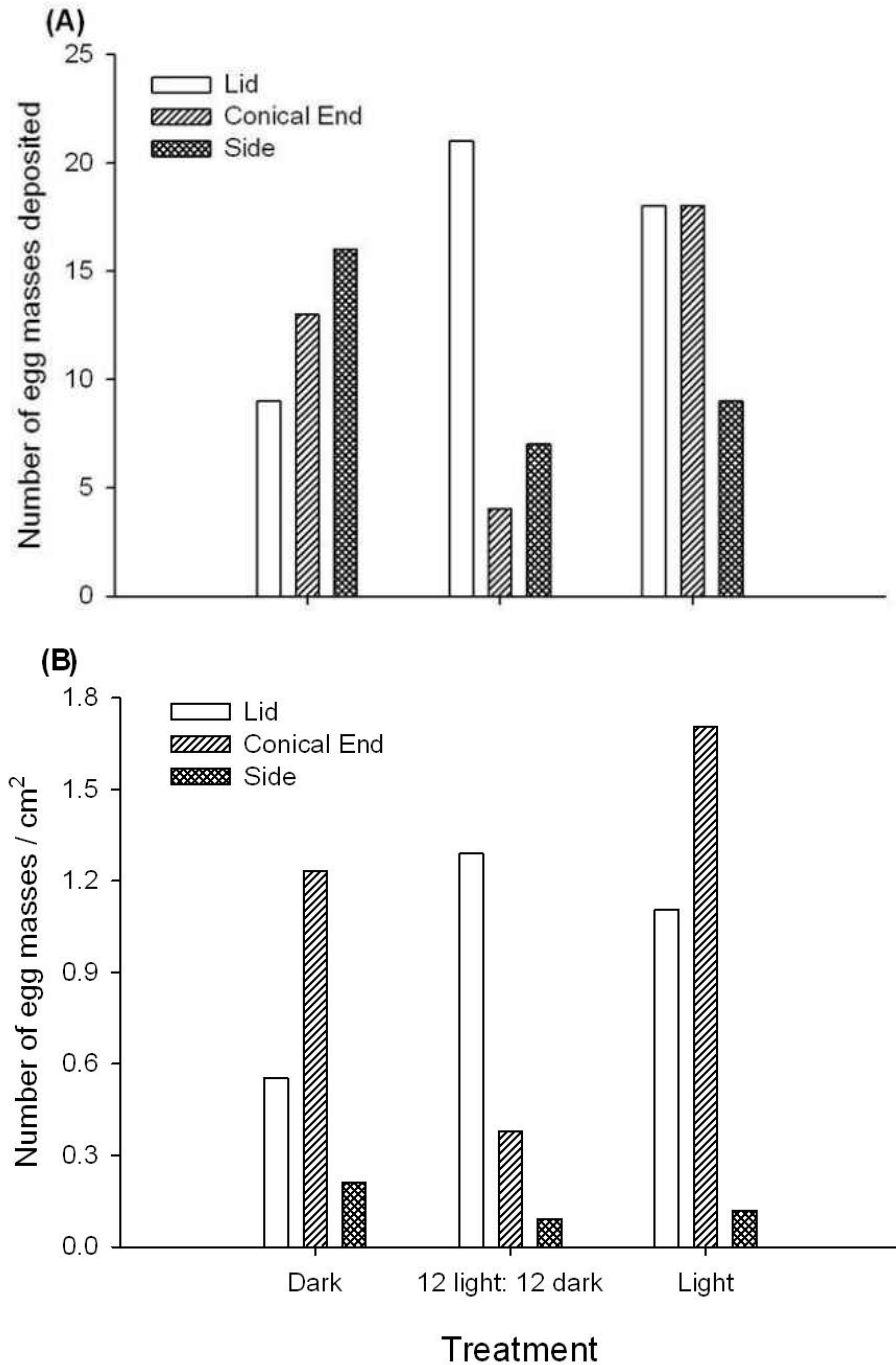 (A)
Number of egg masses deposited
25
20
15
10
5
0
Lid
Conical End
Side
(B)
Number of egg masses / cm²
1.8
1.5
1.2
0.9
0.6
0.3
0.0
Lid
Conical End
Side
Dark
12 light: 12 dark
Light
Treatment